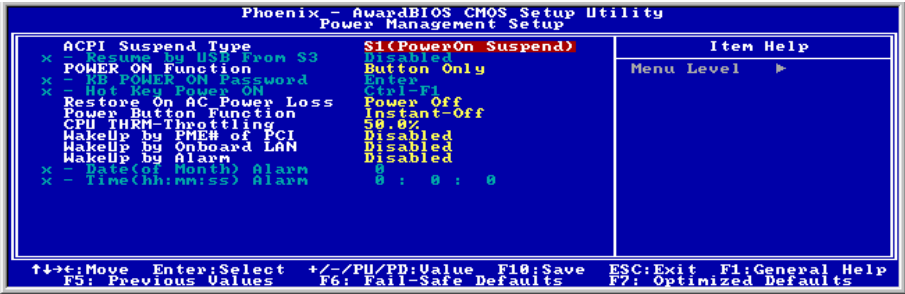 Phoenix - AwardBIOS CMOS Setup Utility
Power Management Setup
ACPI Suspend Type S1(PowerOn Suspend)
x - Resume by USB From S3 Disabled
POWER ON Function Button Only
x - KB POWER ON Password Enter
x - Hot Key Power ON Ctrl-F1
Restore On AC Power Loss Power Off
Power Button Function Instant-Off
CPU THRM-Throttling 50.0%
WakeUp by PME# of PCI Disabled
WakeUp by Onboard LAN Disabled
WakeUp by Alarm Disabled
x - Date(of Month) Alarm 0
x - Time(hh:mm:ss) Alarm 0 : 0 : 0
Item Help
Menu Level ►
↑↓→←:Move Enter:Select +/-/PU/PD:Value F10:Save ESC:Exit F1:General Help
F5: Previous Values F6: Fail-Safe Defaults F7: Optimized Defaults